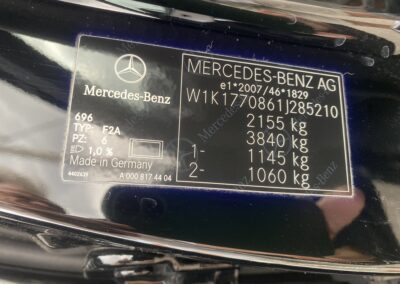 Mercedes-Benz
696
TYP: F2A
PZ: 6
1,0 %
Made in Germany
4402639
A 000 817 44 04
MERCEDES-BENZ AG
e1*2007/46*1829
W1K1770861J285210
2155 kg
3840 kg
1- 1145 kg
2- 1060 kg